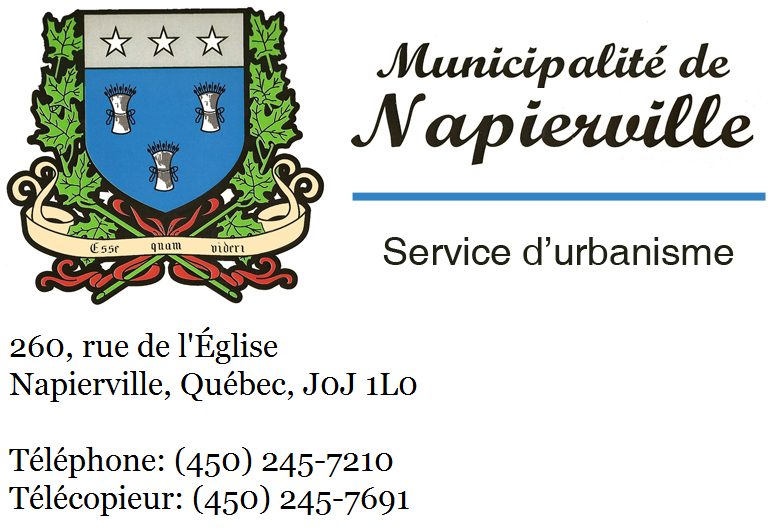 Municipalité de
Napierville
Esse quam videri
Service d’urbanisme
260, rue de l'Église
Napierville, Québec, J0J 1L0
Téléphone: (450) 245-7210
Télécopieur: (450) 245-7691